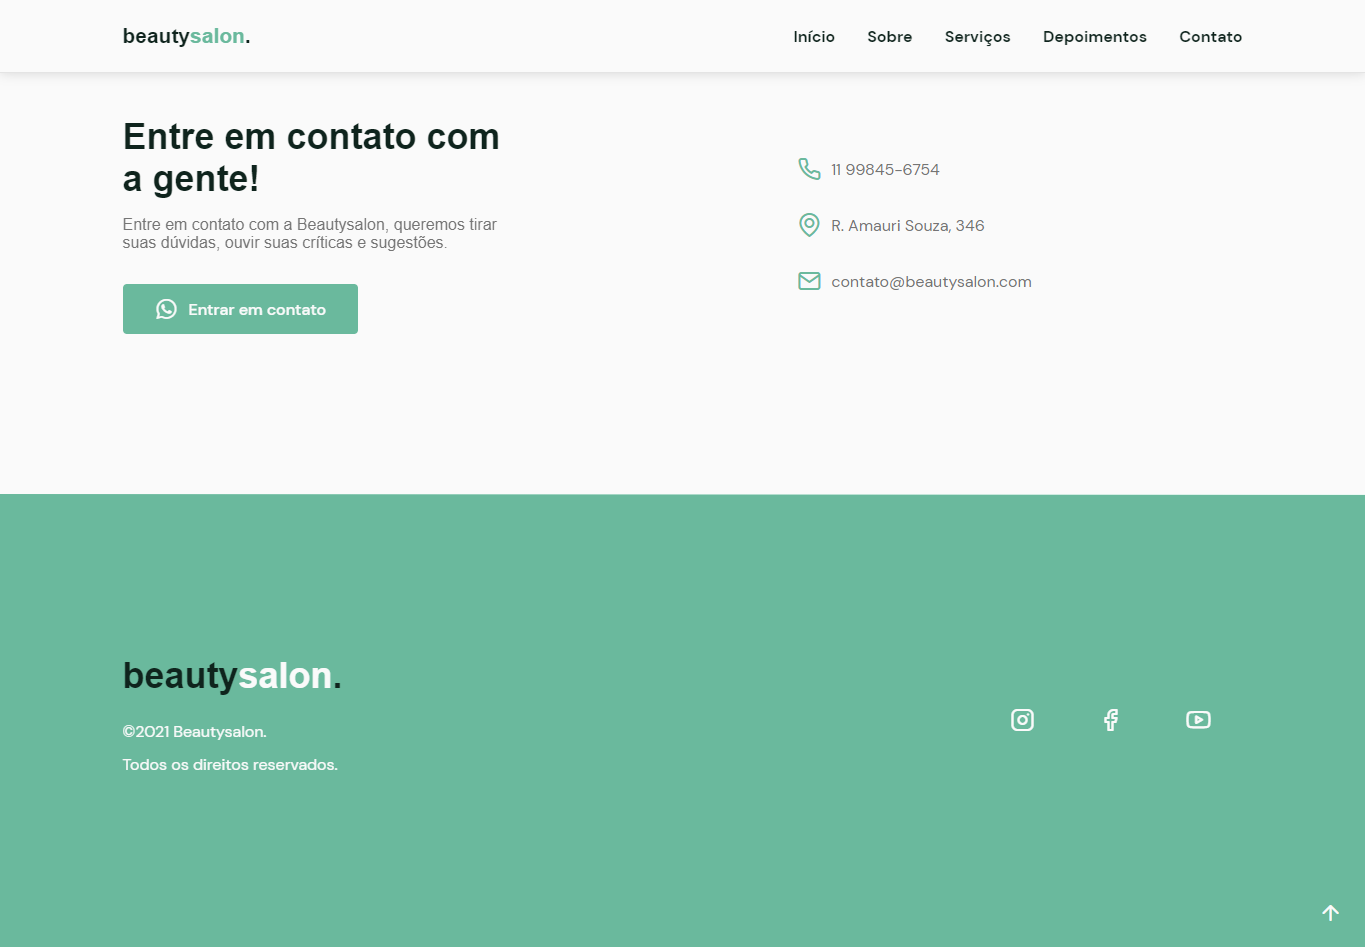 beautysalon.
Início Sobre Serviços Depoimentos Contato
Entre em contato com
a gente!
Entre em contato com a Beautysalon, queremos tirar
suas dúvidas, ouvir suas críticas e sugestões.
Entrar em contato
11 99845-6754
R. Amauri Souza, 346
contato@beautysalon.com
beautysalon.
©2021 Beautysalon.
Todos os direitos reservados.